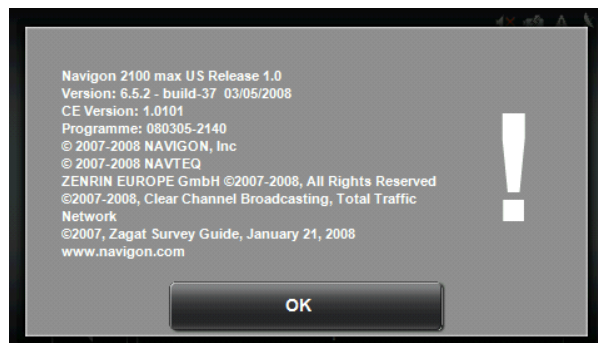 Navigon 2100 max US Release 1.0
Version: 6.5.2 - build-37 03/05/2008
CE Version: 1.0101
Programme: 080305-2140
© 2007-2008 NAVIGON, Inc
© 2007-2008 NAVTEQ
ZENRIN EUROPE GmbH ©2007-2008, All Rights Reserved
©2007-2008, Clear Channel Broadcasting, Total Traffic
Network
©2007, Zagat Survey Guide, January 21, 2008
www.navigon.com
!
OK